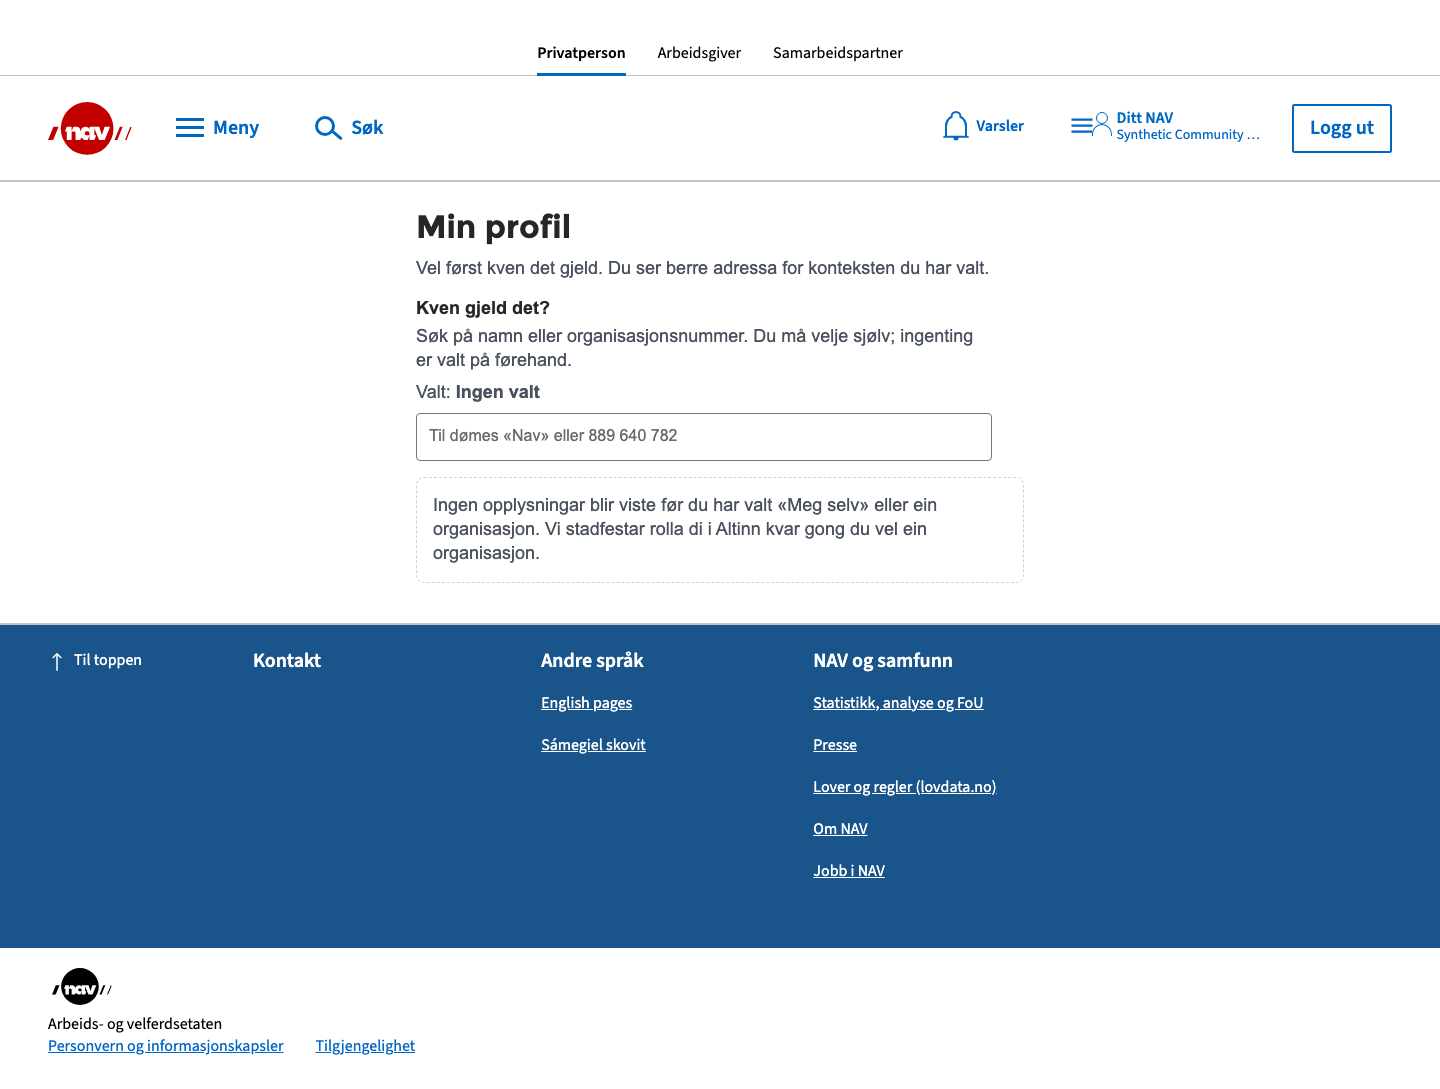 Privatperson
Arbeidsgiver
Samarbeidspartner
nav
Meny
Søk
Varsler
Ditt NAV
Synthetic Community ...
Logg ut
Min profil
Vel først kven det gjeld. Du ser berre adressa for konteksten du har valt.
Kven gjeld det?
Søk på namn eller organisasjonsnummer. Du må velje sjølv; ingenting
er valt på førehand.
Valt: Ingen valt
Til dømes «Nav» eller 889 640 782
Ingen opplysningar blir viste før du har valt «Meg selv» eller ein
organisasjon. Vi stadfestar rolla di i Altinn kvar gong du vel ein
organisasjon.
Til toppen
Kontakt
Andre språk
English pages
Sámegiel skovit
NAV og samfunn
Statistikk, analyse og FoU
Presse
Lover og regler (lovdata.no)
Om NAV
Jobb i NAV
nav
Arbeids- og velferdsetaten
Personvern og informasjonskapsler
Tilgjengelighet